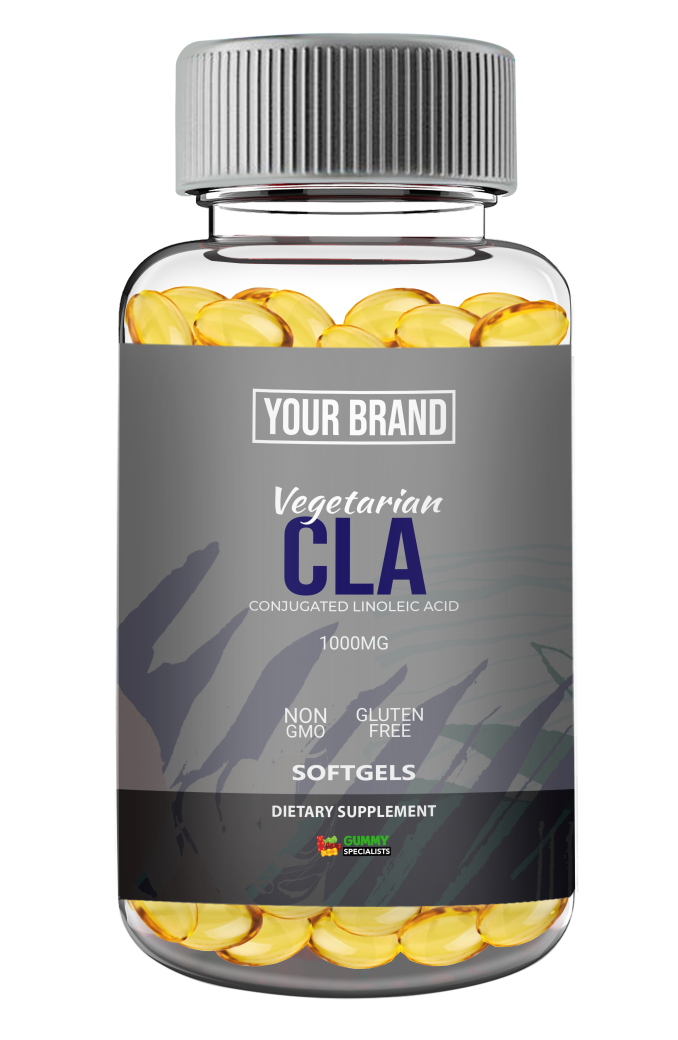 YOUR BRAND
Vegetarian
CLA
CONJUGATED LINOLEIC ACID
1000MG
NON GLUTEN
GMO FREE
SOFTGELS
DIETARY SUPPLEMENT
GUMMY
SPECIALISTS